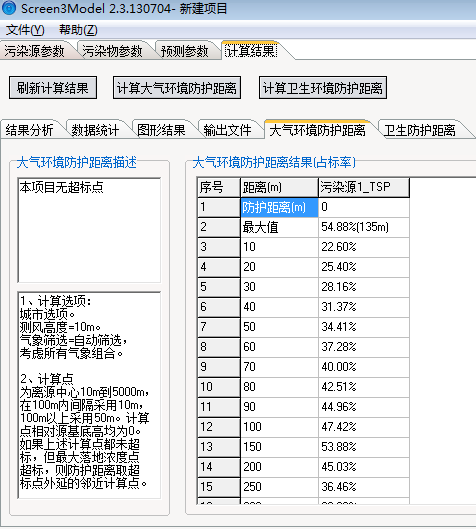 Screen3Model 2.3.130704- 新建项目
文件(Y) 帮助(Z)
污染源参数 污染物参数 预测参数 计算结果
刷新计算结果 计算大气环境防护距离 计算卫生环境防护距离
结果分析 数据统计 图形结果 输出文件 大气环境防护距离 卫生防护距离
大气环境防护距离描述
本项目无超标点
1、计算选项:
城市选项。
测风高度=10m。
气象筛选=自动筛选,
考虑所有气象组合。
2、计算点
为离源中心10m到5000m,
在100m内间隔采用10m,
100m以上采用50m。计算
点相对源基底高均为0。
如果上述计算点都未超
标,但最大落地浓度点
超标,则防护距离取超
标点外延的邻近计算点。
大气环境防护距离结果(占标率)
序号 距离(m) 污染源1_TSP
1 防护距离(m) 0
2 最大值 54.88%(135m)
3 10 22.60%
4 20 25.40%
5 30 28.16%
6 40 31.37%
7 50 34.41%
8 60 37.28%
9 70 40.00%
10 80 42.51%
11 90 44.96%
12 100 47.42%
13 150 53.88%
14 200 45.03%
15 250 36.46%